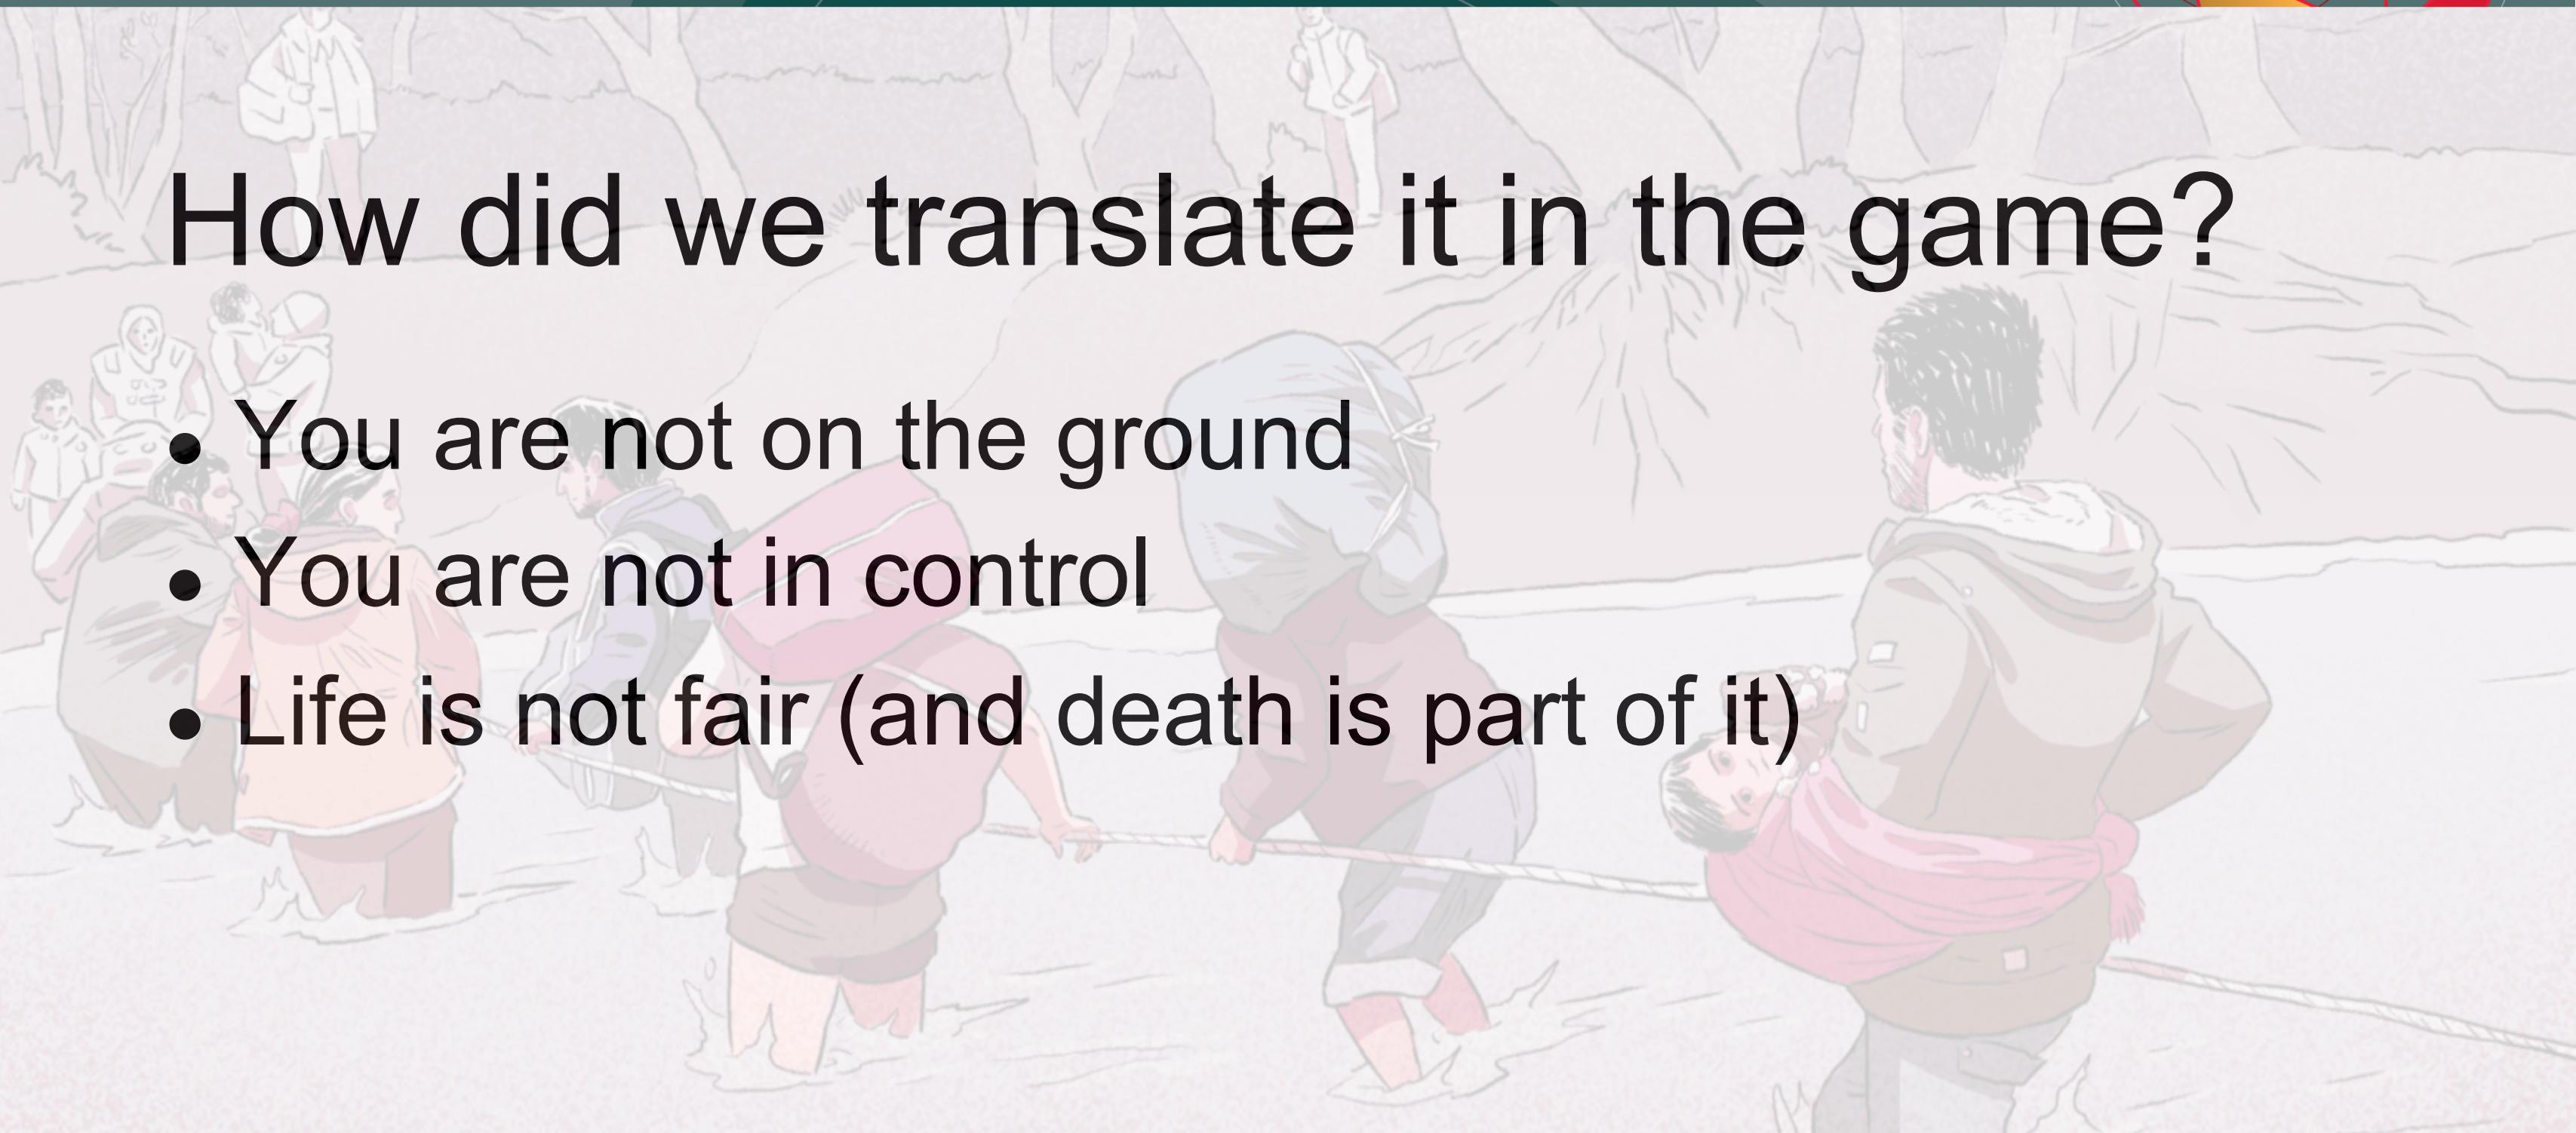 How did we translate it in the game?
• You are not on the ground
• You are not in control
• Life is not fair (and death is part of it)